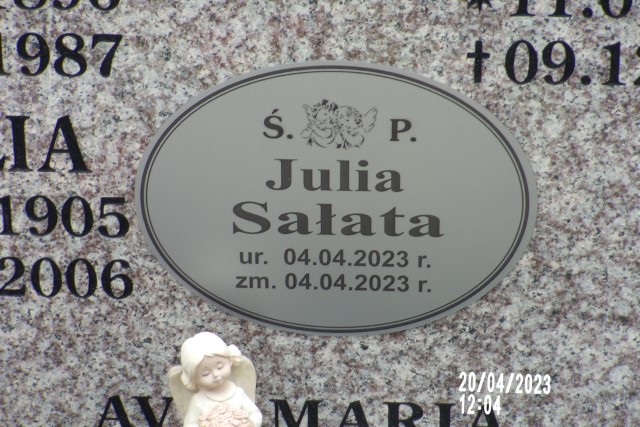 1987
† 09.1
LIA
1905
2006
Ś. P.
Julia
Sałata
ur. 04.04.2023 r.
zm. 04.04.2023 r.
MARIA
20/04/2023
12:04